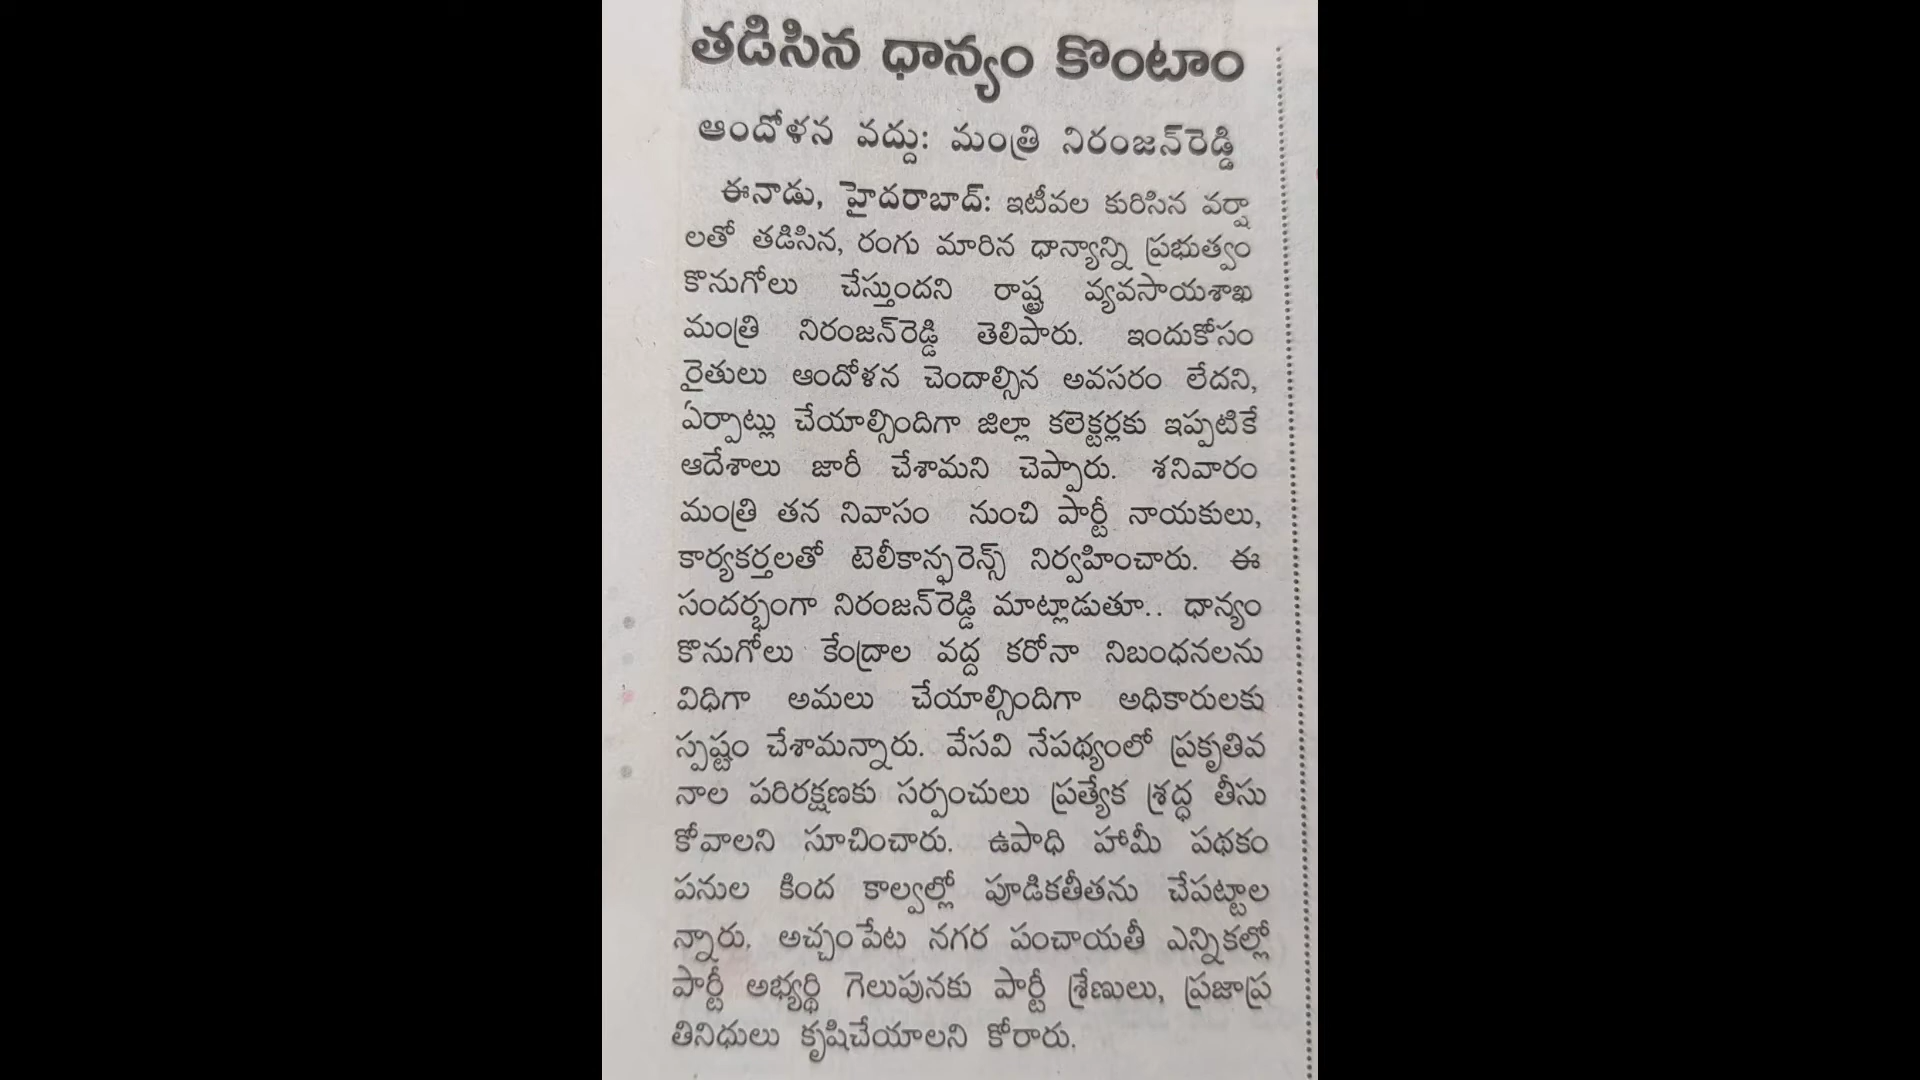 తడిసిన ధాన్యం కొంటాం
ఆందోళన వద్దు: మంత్రి నిరంజన్‌రెడ్డి
ఈనాడు, హైదరాబాద్: ఇటీవల కురిసిన వర్షా
లతో తడిసిన, రంగు మారిన ధాన్యాన్ని ప్రభుత్వం
కొనుగోలు చేస్తుందని రాష్ట్ర వ్యవసాయశాఖ
మంత్రి నిరంజన్‌రెడ్డి తెలిపారు. ఇందుకోసం
రైతులు ఆందోళన చెందాల్సిన అవసరం లేదని,
ఏర్పాట్లు చేయాల్సిందిగా జిల్లా కలెక్టర్లకు ఇప్పటికే
ఆదేశాలు జారీ చేశామని చెప్పారు. శనివారం
మంత్రి తన నివాసం నుంచి పార్టీ నాయకులు,
కార్యకర్తలతో టెలీకాన్ఫరెన్స్ నిర్వహించారు. ఈ
సందర్భంగా నిరంజన్‌రెడ్డి మాట్లాడుతూ.. ధాన్యం
కొనుగోలు కేంద్రాల వద్ద కరోనా నిబంధనలను
విధిగా అమలు చేయాల్సిందిగా అధికారులకు
స్పష్టం చేశామన్నారు. వేసవి నేపథ్యంలో ప్రకృతివ
నాల పరిరక్షణకు సర్పంచులు ప్రత్యేక శ్రద్ధ తీసు
కోవాలని సూచించారు. ఉపాధి హామీ పథకం
పనుల కింద కాల్వల్లో పూడికతీతను చేపట్టాల
న్నారు. అచ్చంపేట నగర పంచాయతీ ఎన్నికల్లో
పార్టీ అభ్యర్థి గెలుపునకు పార్టీ శ్రేణులు, ప్రజాప్ర
తినిధులు కృషిచేయాలని కోరారు.